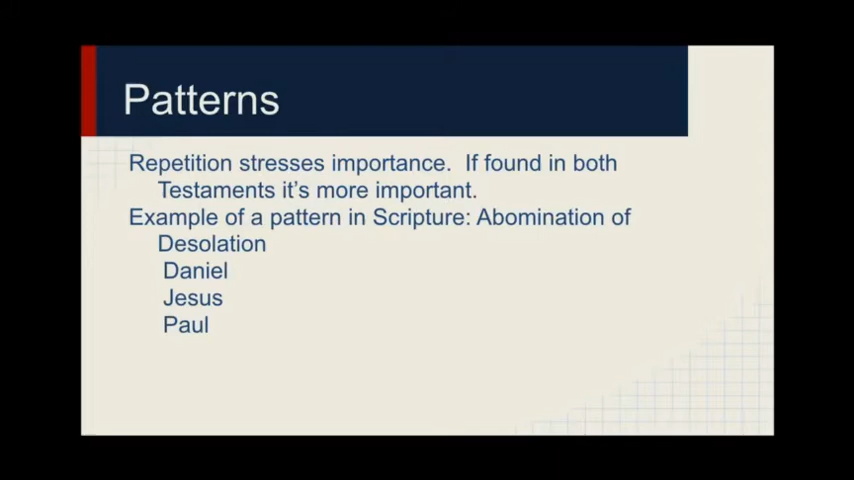 Patterns
Repetition stresses importance.  If found in both
Testaments it's more important.
Example of a pattern in Scripture: Abomination of
Desolation
Daniel
Jesus
Paul